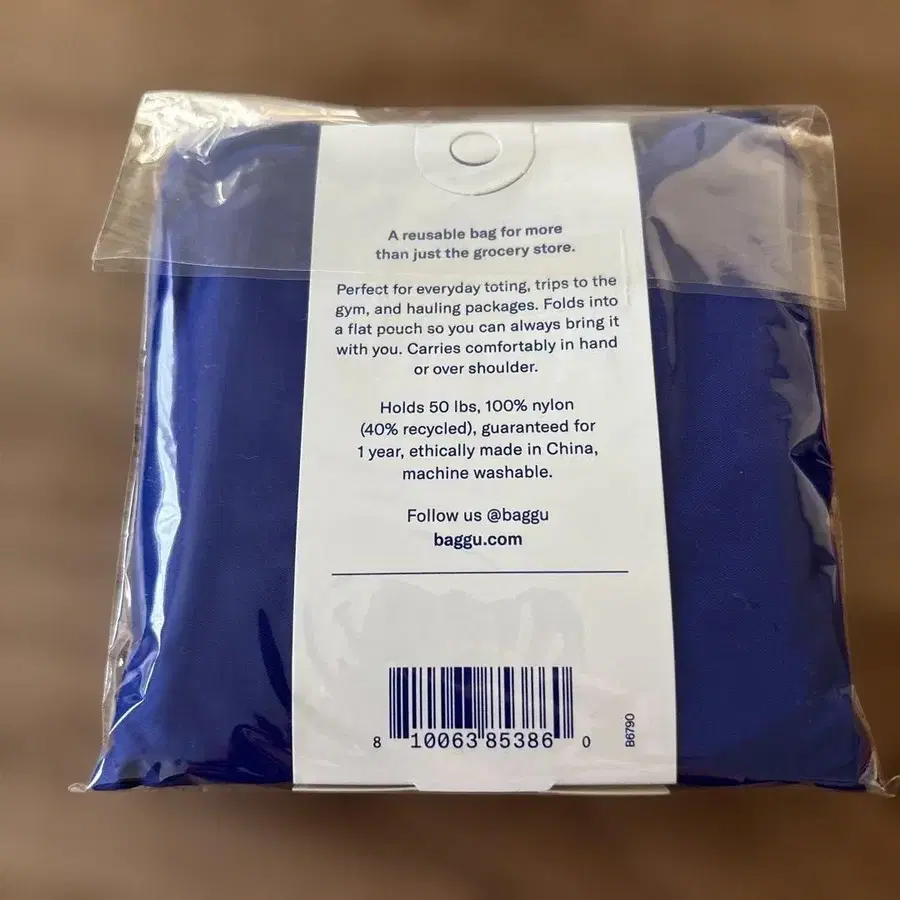 A reusable bag for more
than just the grocery store.
Perfect for everyday toting, trips to the
gym, and hauling packages. Folds into
a flat pouch so you can always bring it
with you. Carries comfortably in hand
or over shoulder.
Holds 50 lbs, 100% nylon
(40% recycled), guaranteed for
1 year, ethically made in China,
machine washable.
Follow us @baggu
baggu.com
8 10063 85386 0
B6790